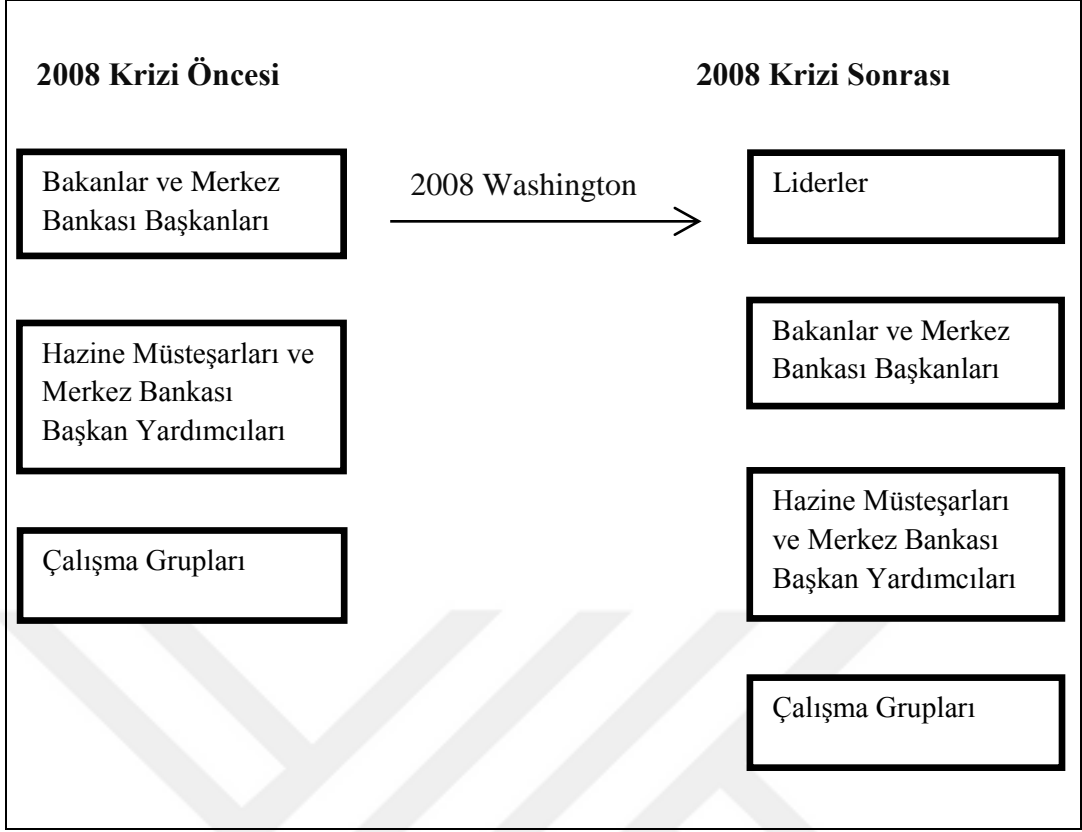 2008 Krizi Öncesi
2008 Krizi Sonrası
Bakanlar ve Merkez
Bankası Başkanları
2008 Washington
Liderler
Hazine Müsteşarları ve
Merkez Bankası
Başkan Yardımcıları
Bakanlar ve Merkez
Bankası Başkanları
Çalışma Grupları
Hazine Müsteşarları
ve Merkez Bankası
Başkan Yardımcıları
Çalışma Grupları